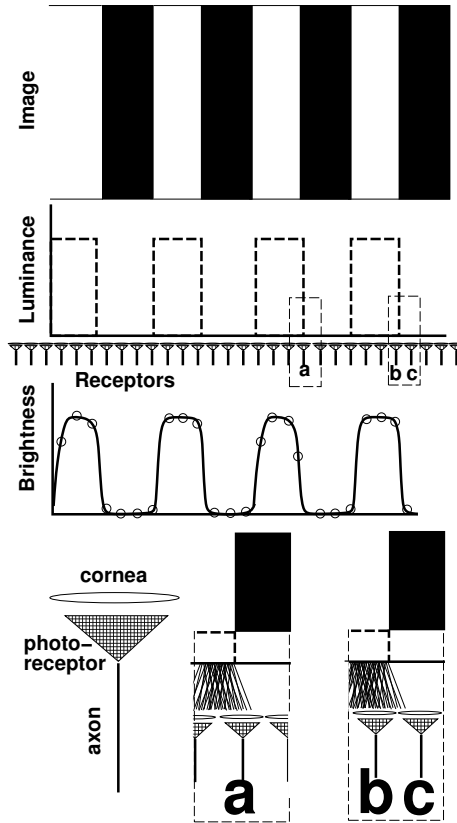 Image
Luminance
a
b c
Receptors
Brightness
cornea
photo-
receptor
axon
a
b c